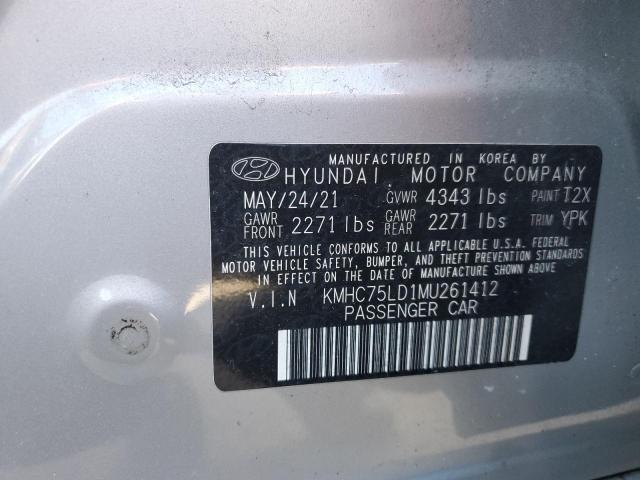 MANUFACTURED IN KOREA BY
HYUNDAI MOTOR COMPANY
MAY/24/21 GVWR 4343 lbs PAINT T2X
GAWR FRONT 2271 lbs GAWR REAR 2271 lbs TRIM YPK
THIS VEHICLE CONFORMS TO ALL APPLICABLE U.S.A. FEDERAL
MOTOR VEHICLE SAFETY, BUMPER, AND THEFT PREVENTION STANDARDS
IN EFFECT ON THE DATE OF MANUFACTURE SHOWN ABOVE.
V.I.N KMHC75LD1MU261412
PASSENGER CAR